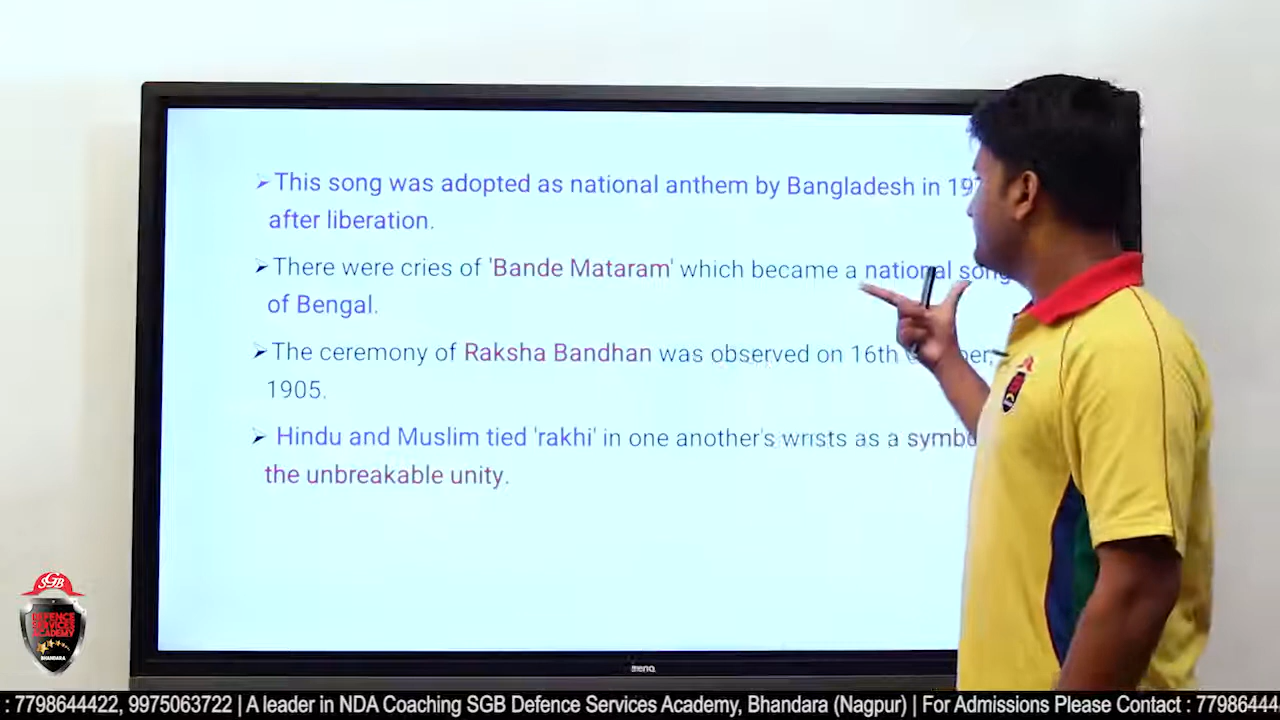 ➢This song was adopted as national anthem by Bangladesh in 19
after liberation.
➢There were cries of 'Bande Mataram' which became a national song
of Bengal.
➢The ceremony of Raksha Bandhan was observed on 16th
1905.
➢ Hindu and Muslim tied 'rakhi' in one another's wrists as a
the unbreakable unity.
SGB
DEFENCE
SERVICES
ACADEMY
BHANDARA
BenQ
: 7798644422, 9975063722 | A leader in NDA Coaching SGB Defence Services Academy, Bhandara (Nagpur) | For Admissions Please Contact : 77986444